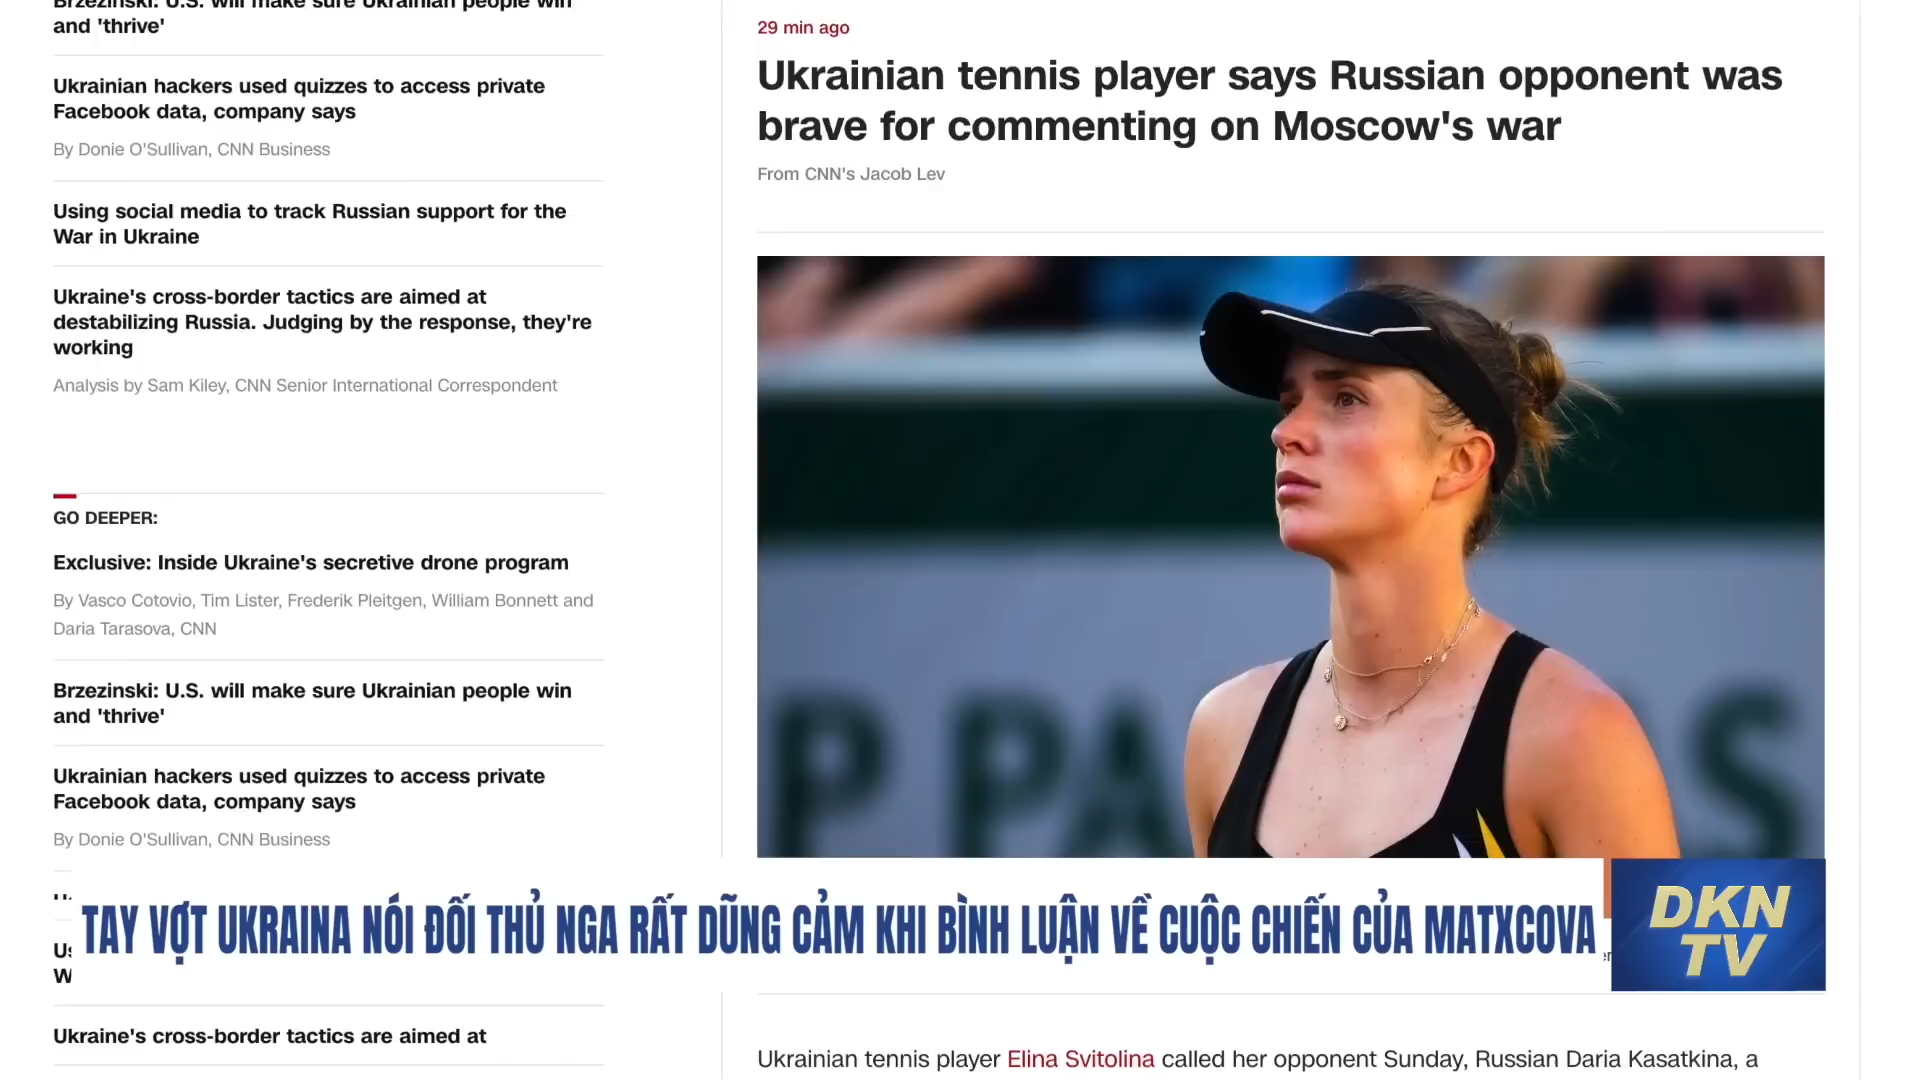 Brzezinski: U.S. will make sure Ukrainian people win
and 'thrive'
Ukrainian hackers used quizzes to access private
Facebook data, company says
By Donie O'Sullivan, CNN Business
Using social media to track Russian support for the
War in Ukraine
Ukraine's cross-border tactics are aimed at
destabilizing Russia. Judging by the response, they're
working
Analysis by Sam Kiley, CNN Senior International Correspondent
GO DEEPER:
Exclusive: Inside Ukraine's secretive drone program
By Vasco Cotovio, Tim Lister, Frederik Pleitgen, William Bonnett and
Daria Tarasova, CNN
Brzezinski: U.S. will make sure Ukrainian people win
and 'thrive'
Ukrainian hackers used quizzes to access private
Facebook data, company says
By Donie O'Sullivan, CNN Business
Ukraine's cross-border tactics are aimed at
29 min ago
Ukrainian tennis player says Russian opponent was
brave for commenting on Moscow's war
From CNN's Jacob Lev
P PA S
TAY VỢT UKRAINA NÓI ĐỐI THỦ NGA RẤT DŨNG CẢM KHI BÌNH LUẬN VỀ CUỘC CHIẾN CỦA MATXCOVA
DKN
TV
Ukrainian tennis player Elina Svitolina called her opponent Sunday, Russian Daria Kasatkina, a